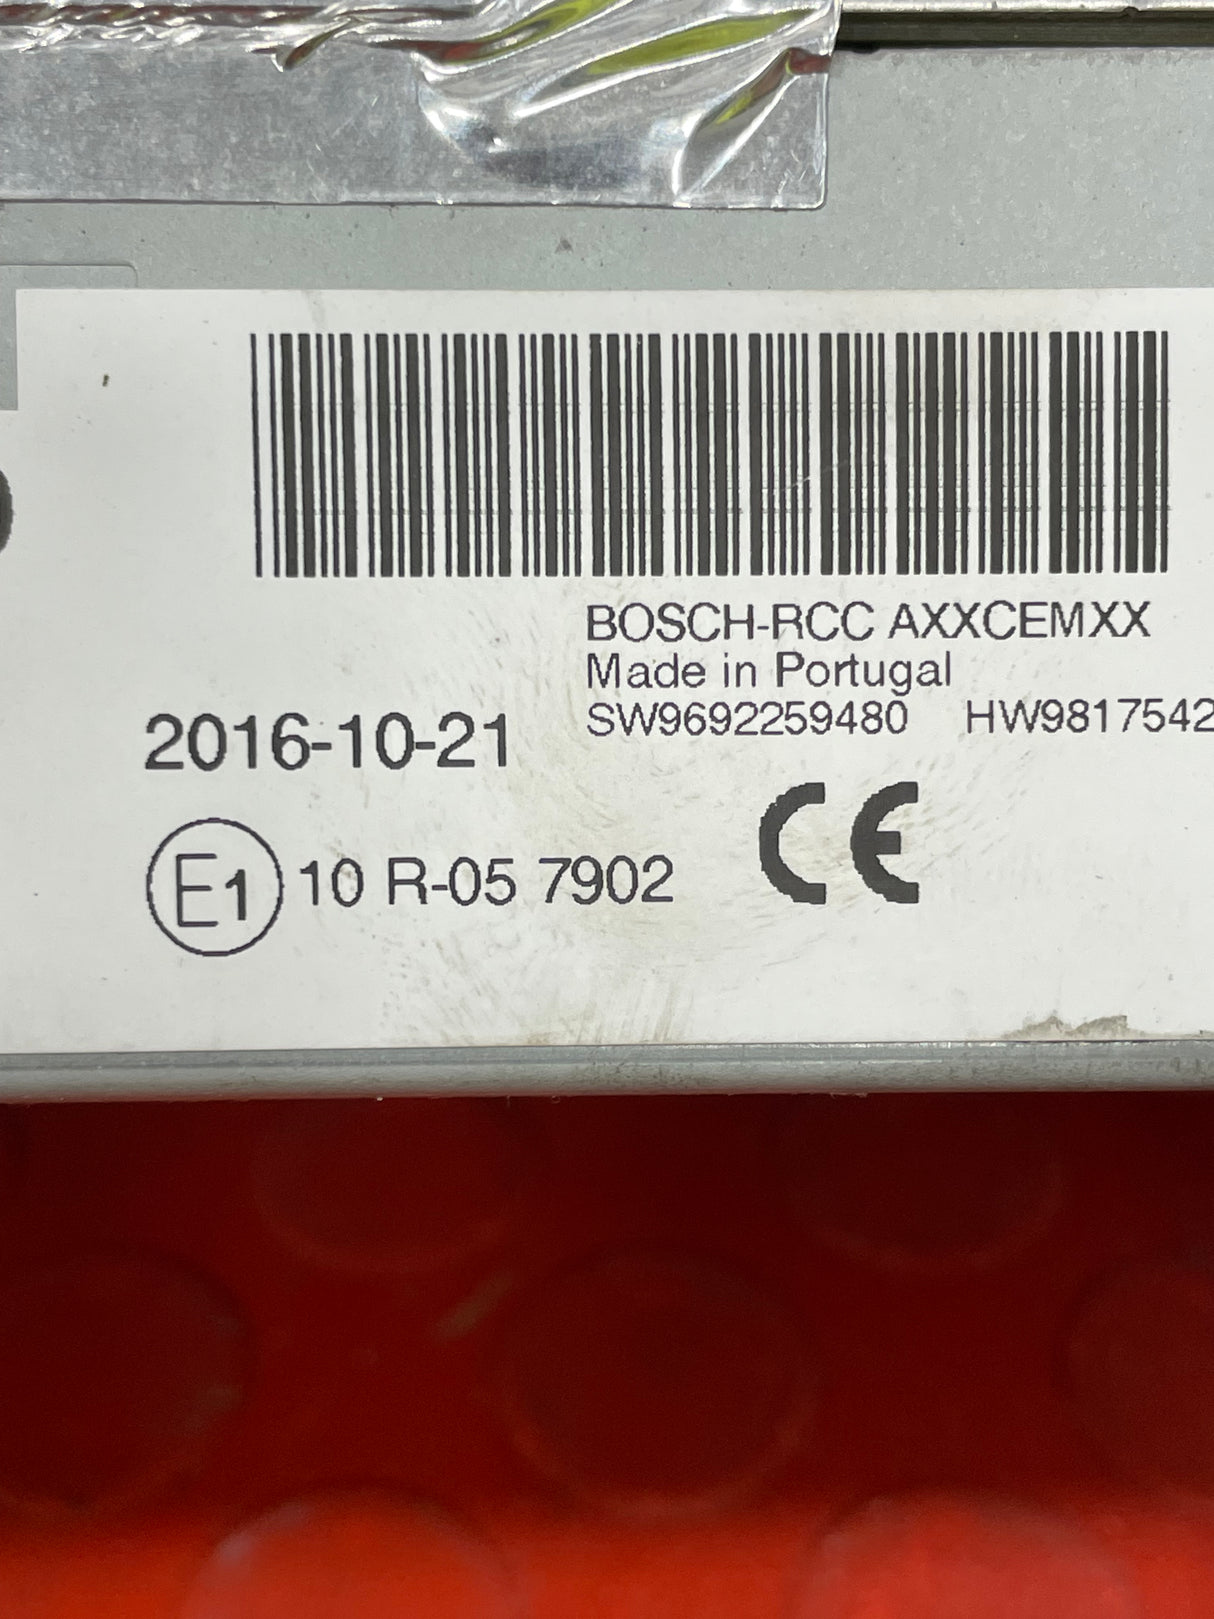 BOSCH-RCC AXXCEMXX
Made in Portugal
SW9692259480 HW9817542
2016-10-21
E1 10 R-05 7902
CE